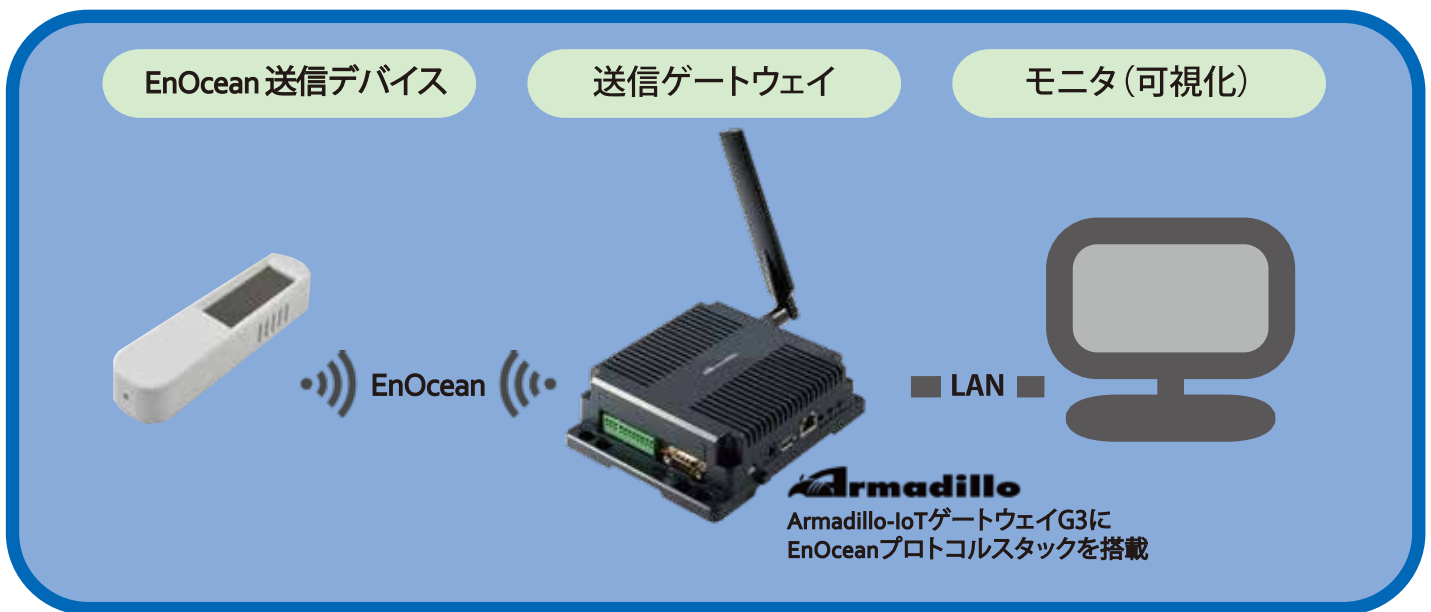 EnOcean 送信デバイス
送信ゲートウェイ
モニタ（可視化）
EnOcean
LAN
Armadillo
Armadillo-IoTゲートウェイG3に
EnOceanプロトコルスタックを搭載